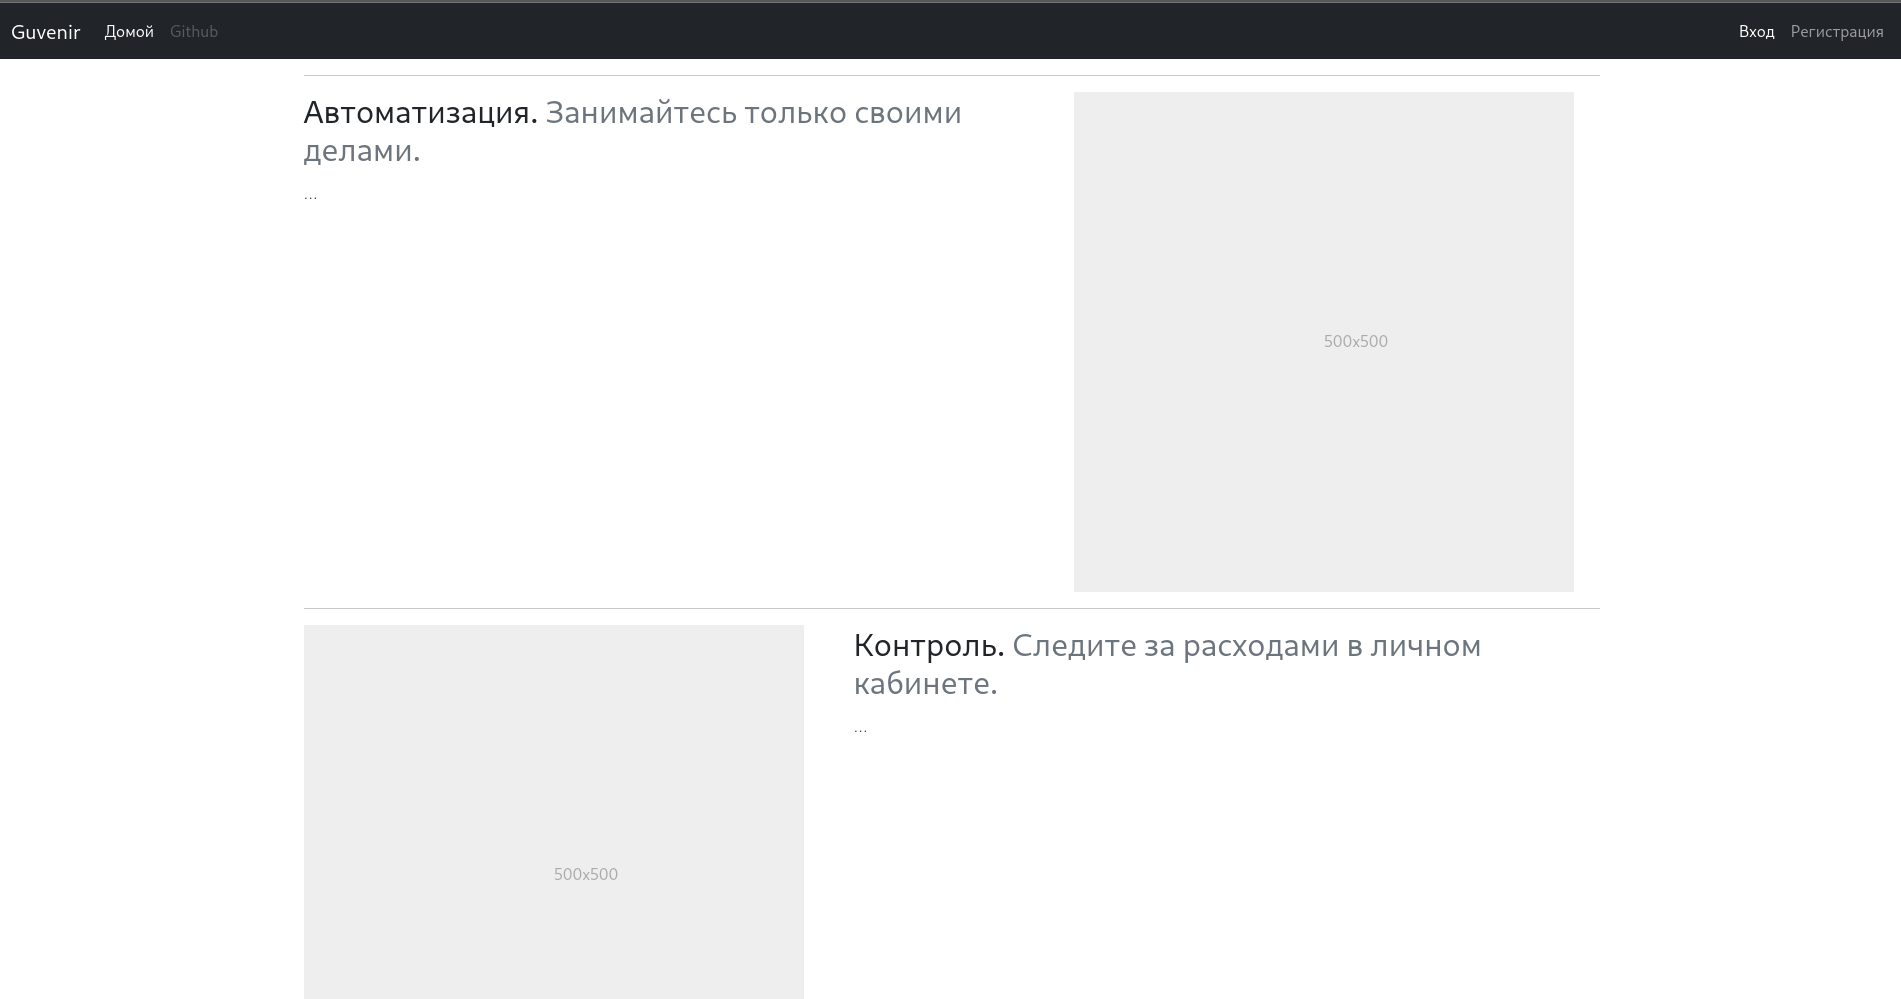 Guvenir Домой Github Вход Регистрация
Автоматизация. Занимайтесь только своими
делами.
...
500x500
Контроль. Следите за расходами в личном
кабинете.
...
500x500